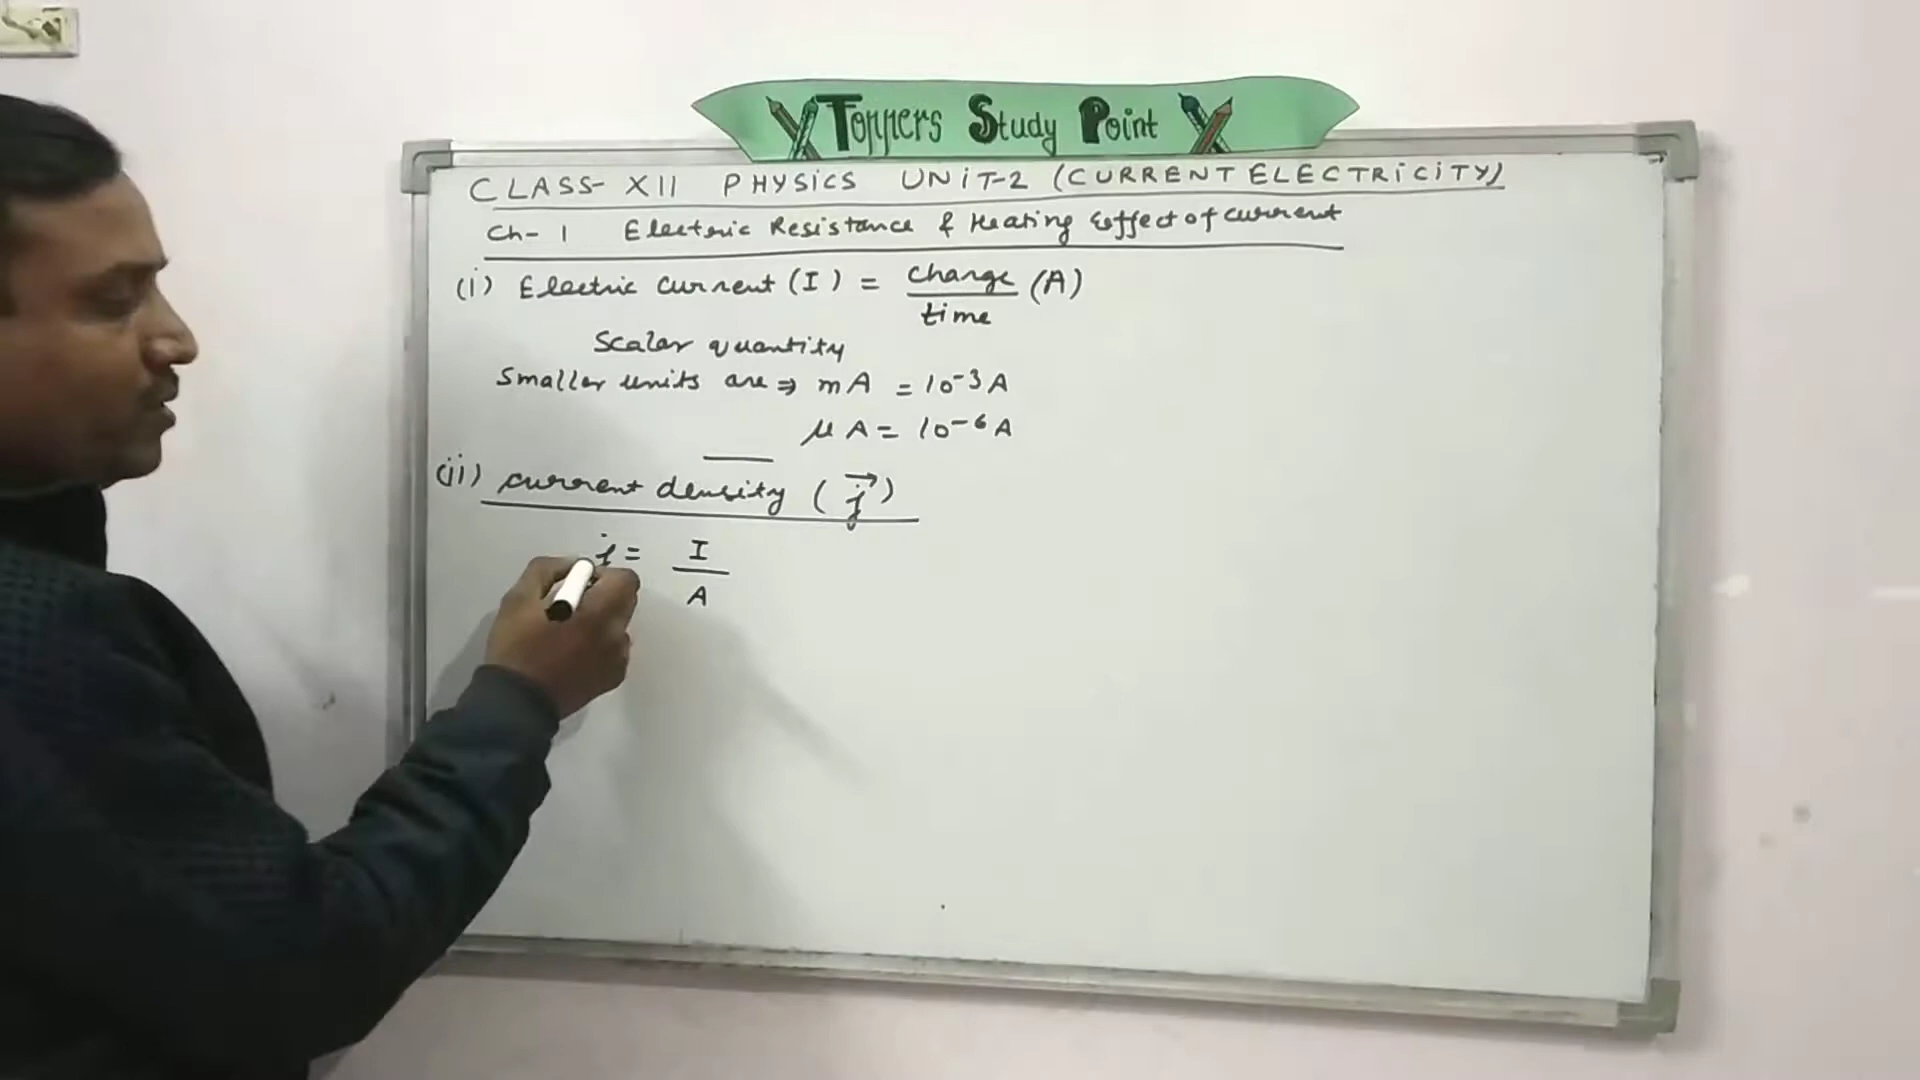 Toppers Study Point
CLASS- XII PHYSICS UNIT-2 (CURRENT ELECTRICITY)
Ch- 1 Electric Resistance & Heating Effect of current
(i) Electric current (I) = charge/time (A)
Scalar quantity
Smaller units are ⇒ mA = 10⁻³ A
μA = 10⁻⁶ A
(ii) current density (j⃗)
j = I/A